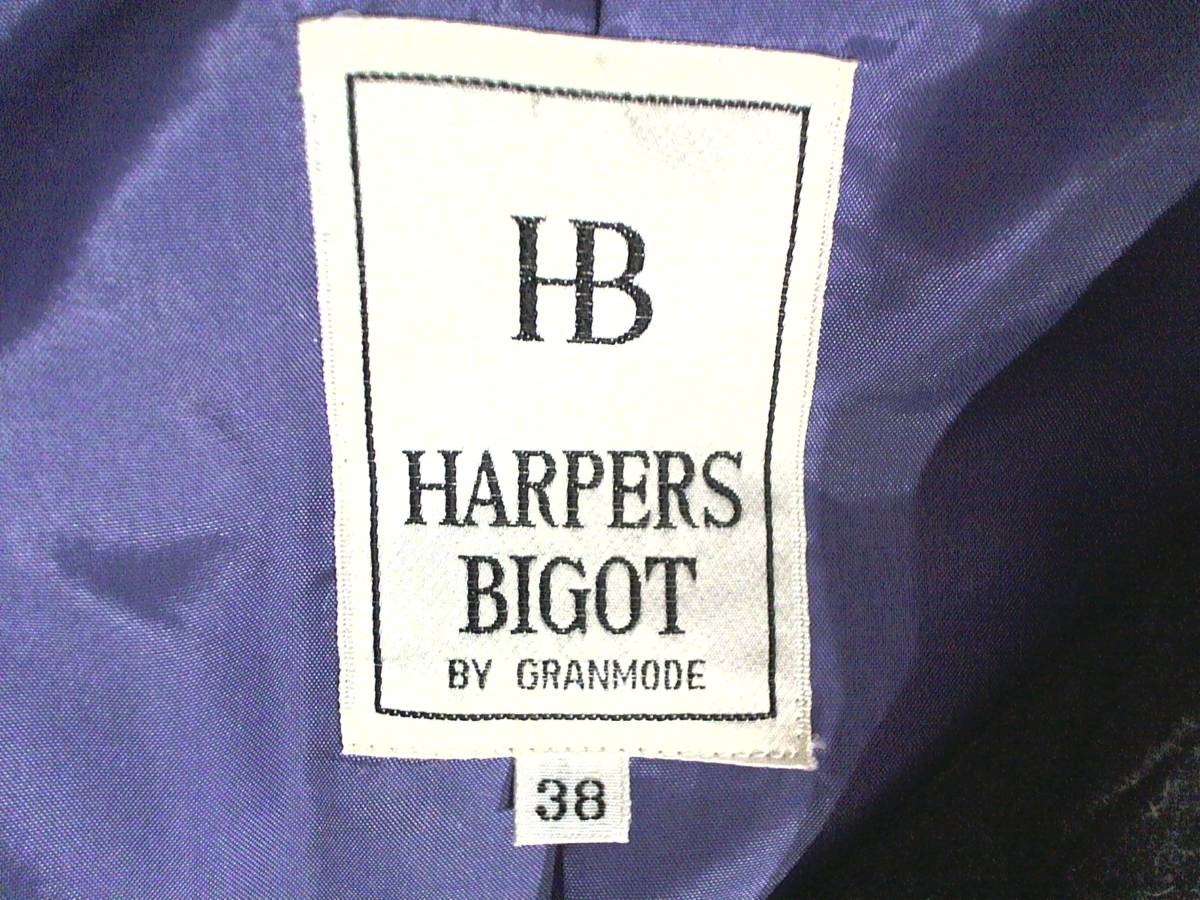 HB
HARPERS
BIGOT
BY GRANMODE
38